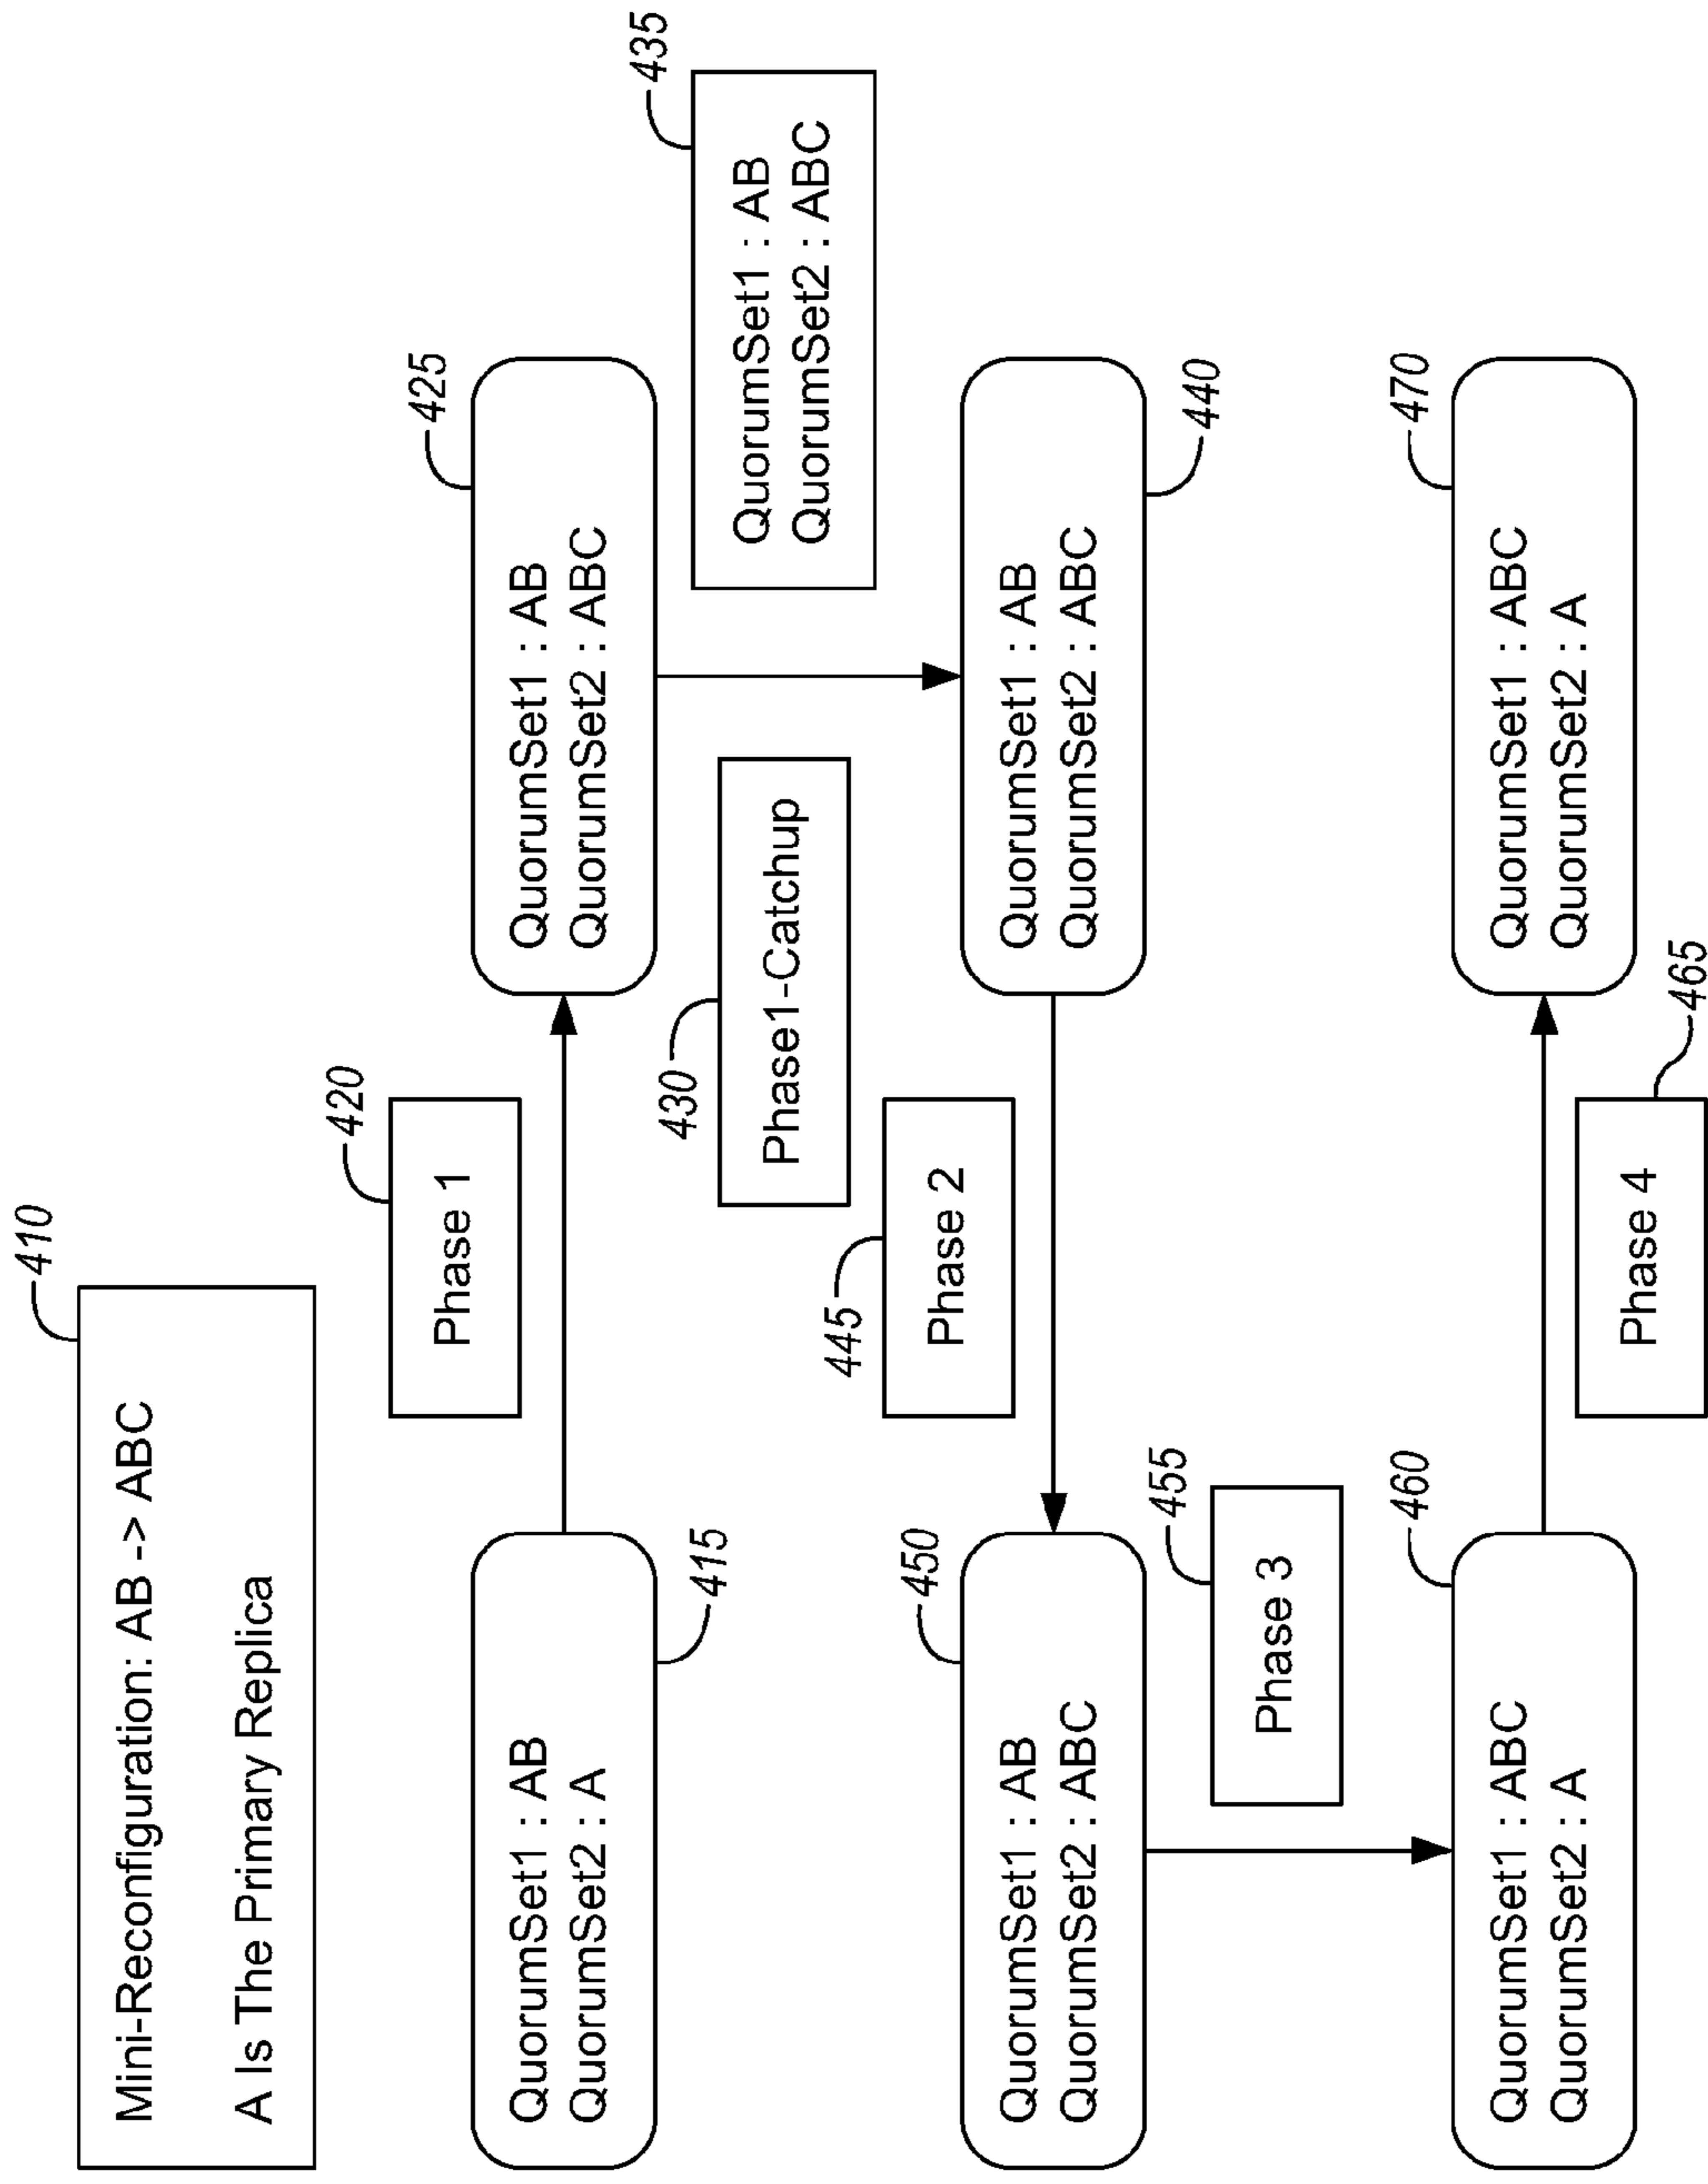 410
Mini-Reconfiguration: AB -> ABC
A Is The Primary Replica
420
Phase 1
415
QuorumSet1 : AB
QuorumSet2 : A
425
QuorumSet1 : AB
QuorumSet2 : ABC
430
Phase1-Catchup
435
QuorumSet1 : AB
QuorumSet2 : ABC
440
QuorumSet1 : AB
QuorumSet2 : ABC
445
Phase 2
450
QuorumSet1 : AB
QuorumSet2 : ABC
455
Phase 3
460
QuorumSet1 : ABC
QuorumSet2 : A
465
Phase 4
470
QuorumSet1 : ABC
QuorumSet2 : A